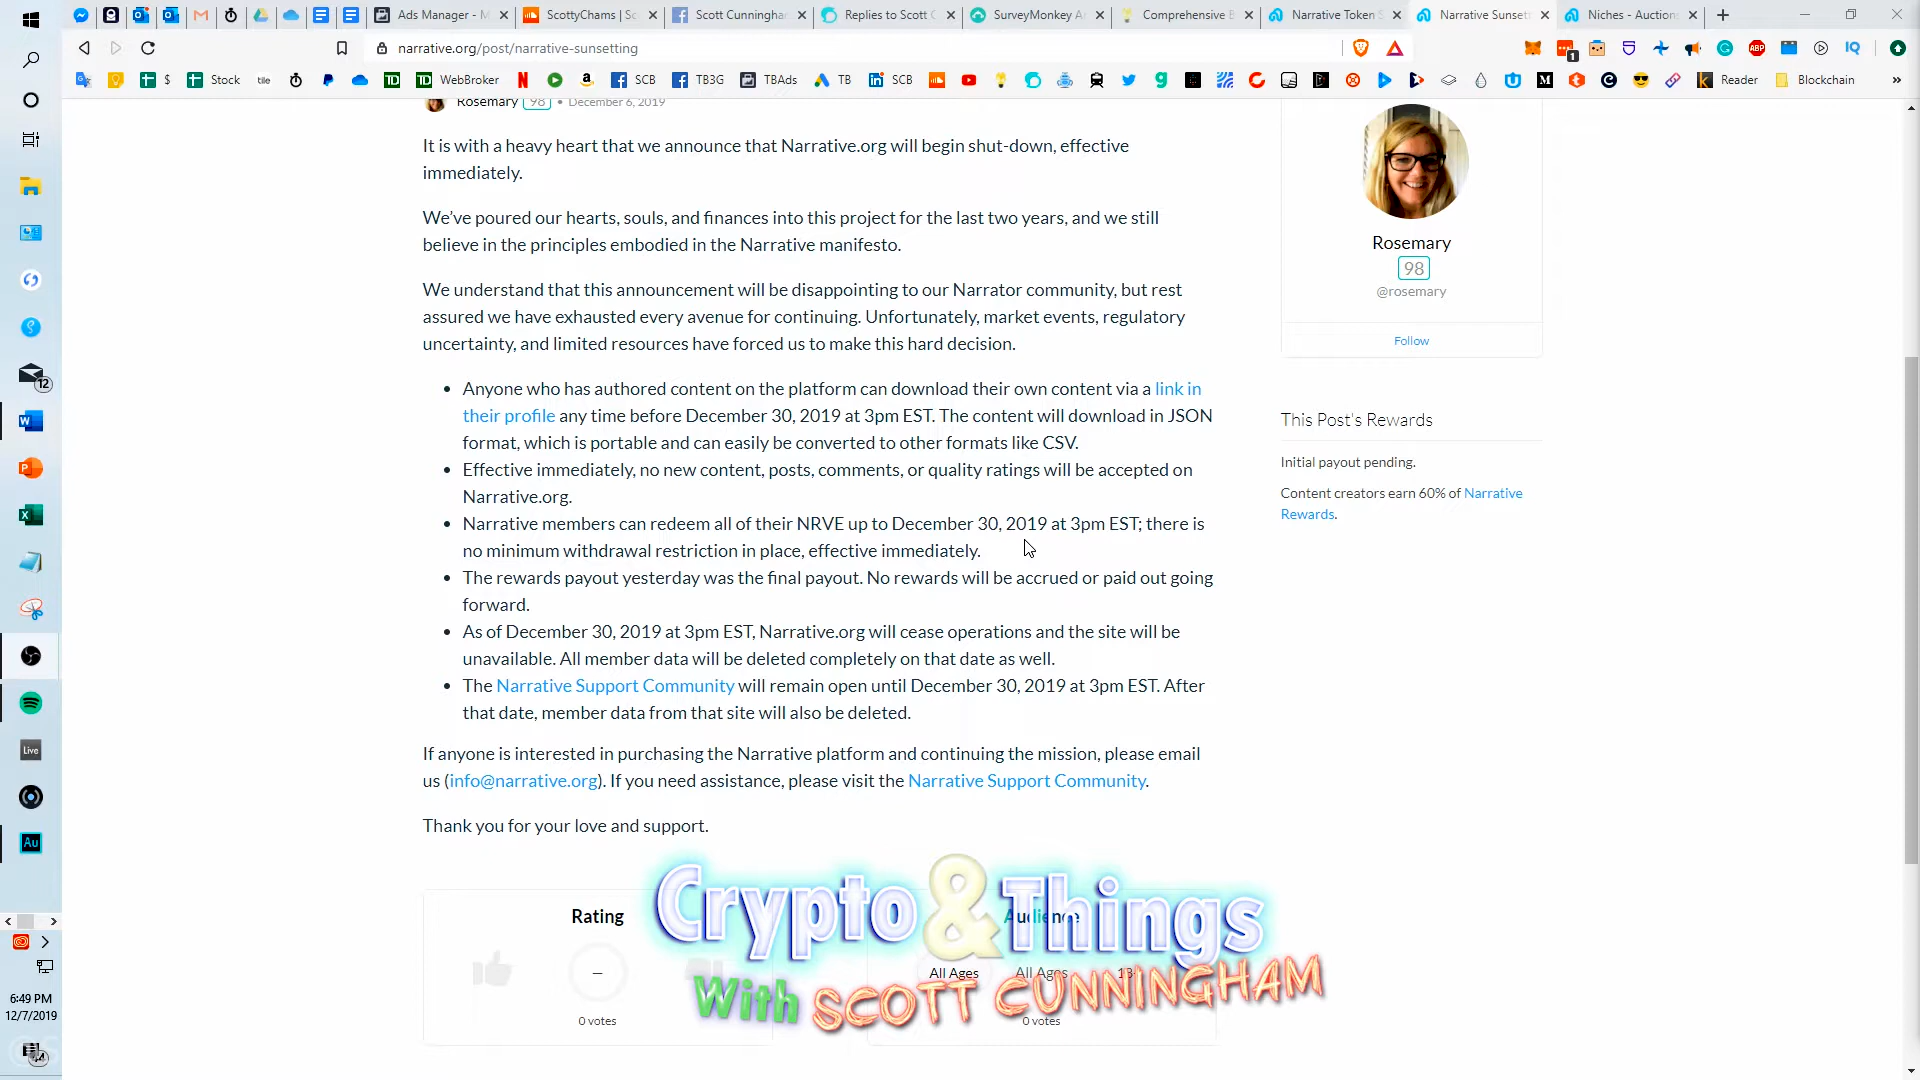 Ads Manager - M
ScottyChams | Sc
Scott Cunningha
Replies to Scott C
SurveyMonkey A
Comprehensive B
Narrative Token S
Narrative Sunset
Niches - Auction
narrative.org/post/narrative-sunsetting
1
ABP
IQ
$
Stock
tile
TD
TD WebBroker
N
a
SCB
TB3G
TBAds
TB
SCB
M
Reader
Blockchain
»
Rosemary 98 • December 6, 2019
It is with a heavy heart that we announce that Narrative.org will begin shut-down, effective
immediately.
We've poured our hearts, souls, and finances into this project for the last two years, and we still
believe in the principles embodied in the Narrative manifesto.
We understand that this announcement will be disappointing to our Narrator community, but rest
assured we have exhausted every avenue for continuing. Unfortunately, market events, regulatory
uncertainty, and limited resources have forced us to make this hard decision.
• Anyone who has authored content on the platform can download their own content via a link in
their profile any time before December 30, 2019 at 3pm EST. The content will download in JSON
format, which is portable and can easily be converted to other formats like CSV.
• Effective immediately, no new content, posts, comments, or quality ratings will be accepted on
Narrative.org.
• Narrative members can redeem all of their NRVE up to December 30, 2019 at 3pm EST; there is
no minimum withdrawal restriction in place, effective immediately.
• The rewards payout yesterday was the final payout. No rewards will be accrued or paid out going
forward.
• As of December 30, 2019 at 3pm EST, Narrative.org will cease operations and the site will be
unavailable. All member data will be deleted completely on that date as well.
• The Narrative Support Community will remain open until December 30, 2019 at 3pm EST. After
that date, member data from that site will also be deleted.
If anyone is interested in purchasing the Narrative platform and continuing the mission, please email
us (info@narrative.org). If you need assistance, please visit the Narrative Support Community.
Thank you for your love and support.
Rosemary
98
@rosemary
Follow
This Post's Rewards
Initial payout pending.
Content creators earn 60% of Narrative
Rewards.
Rating
–
0 votes
Audience
All Ages
All Ages
18+
0 votes
Crypto & Things
With SCOTT CUNNINGHAM
12
Live
Au
6:49 PM
12/7/2019